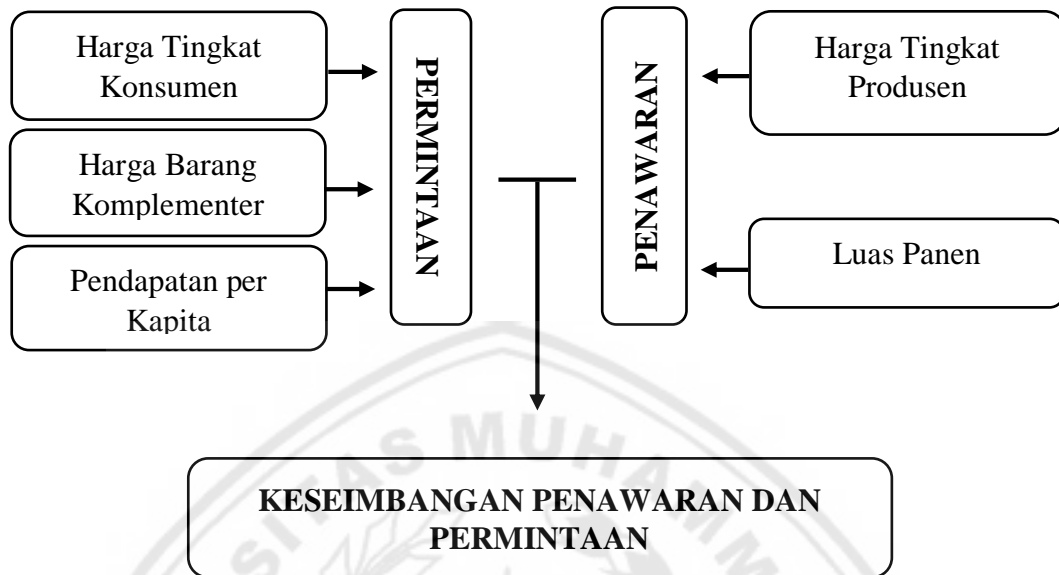 Harga Tingkat
Konsumen
Harga Barang
Komplementer
Pendapatan per
Kapita
PERMINTAAN
PENAWARAN
Harga Tingkat
Produsen
Luas Panen
KESEIMBANGAN PENAWARAN DAN
PERMINTAAN